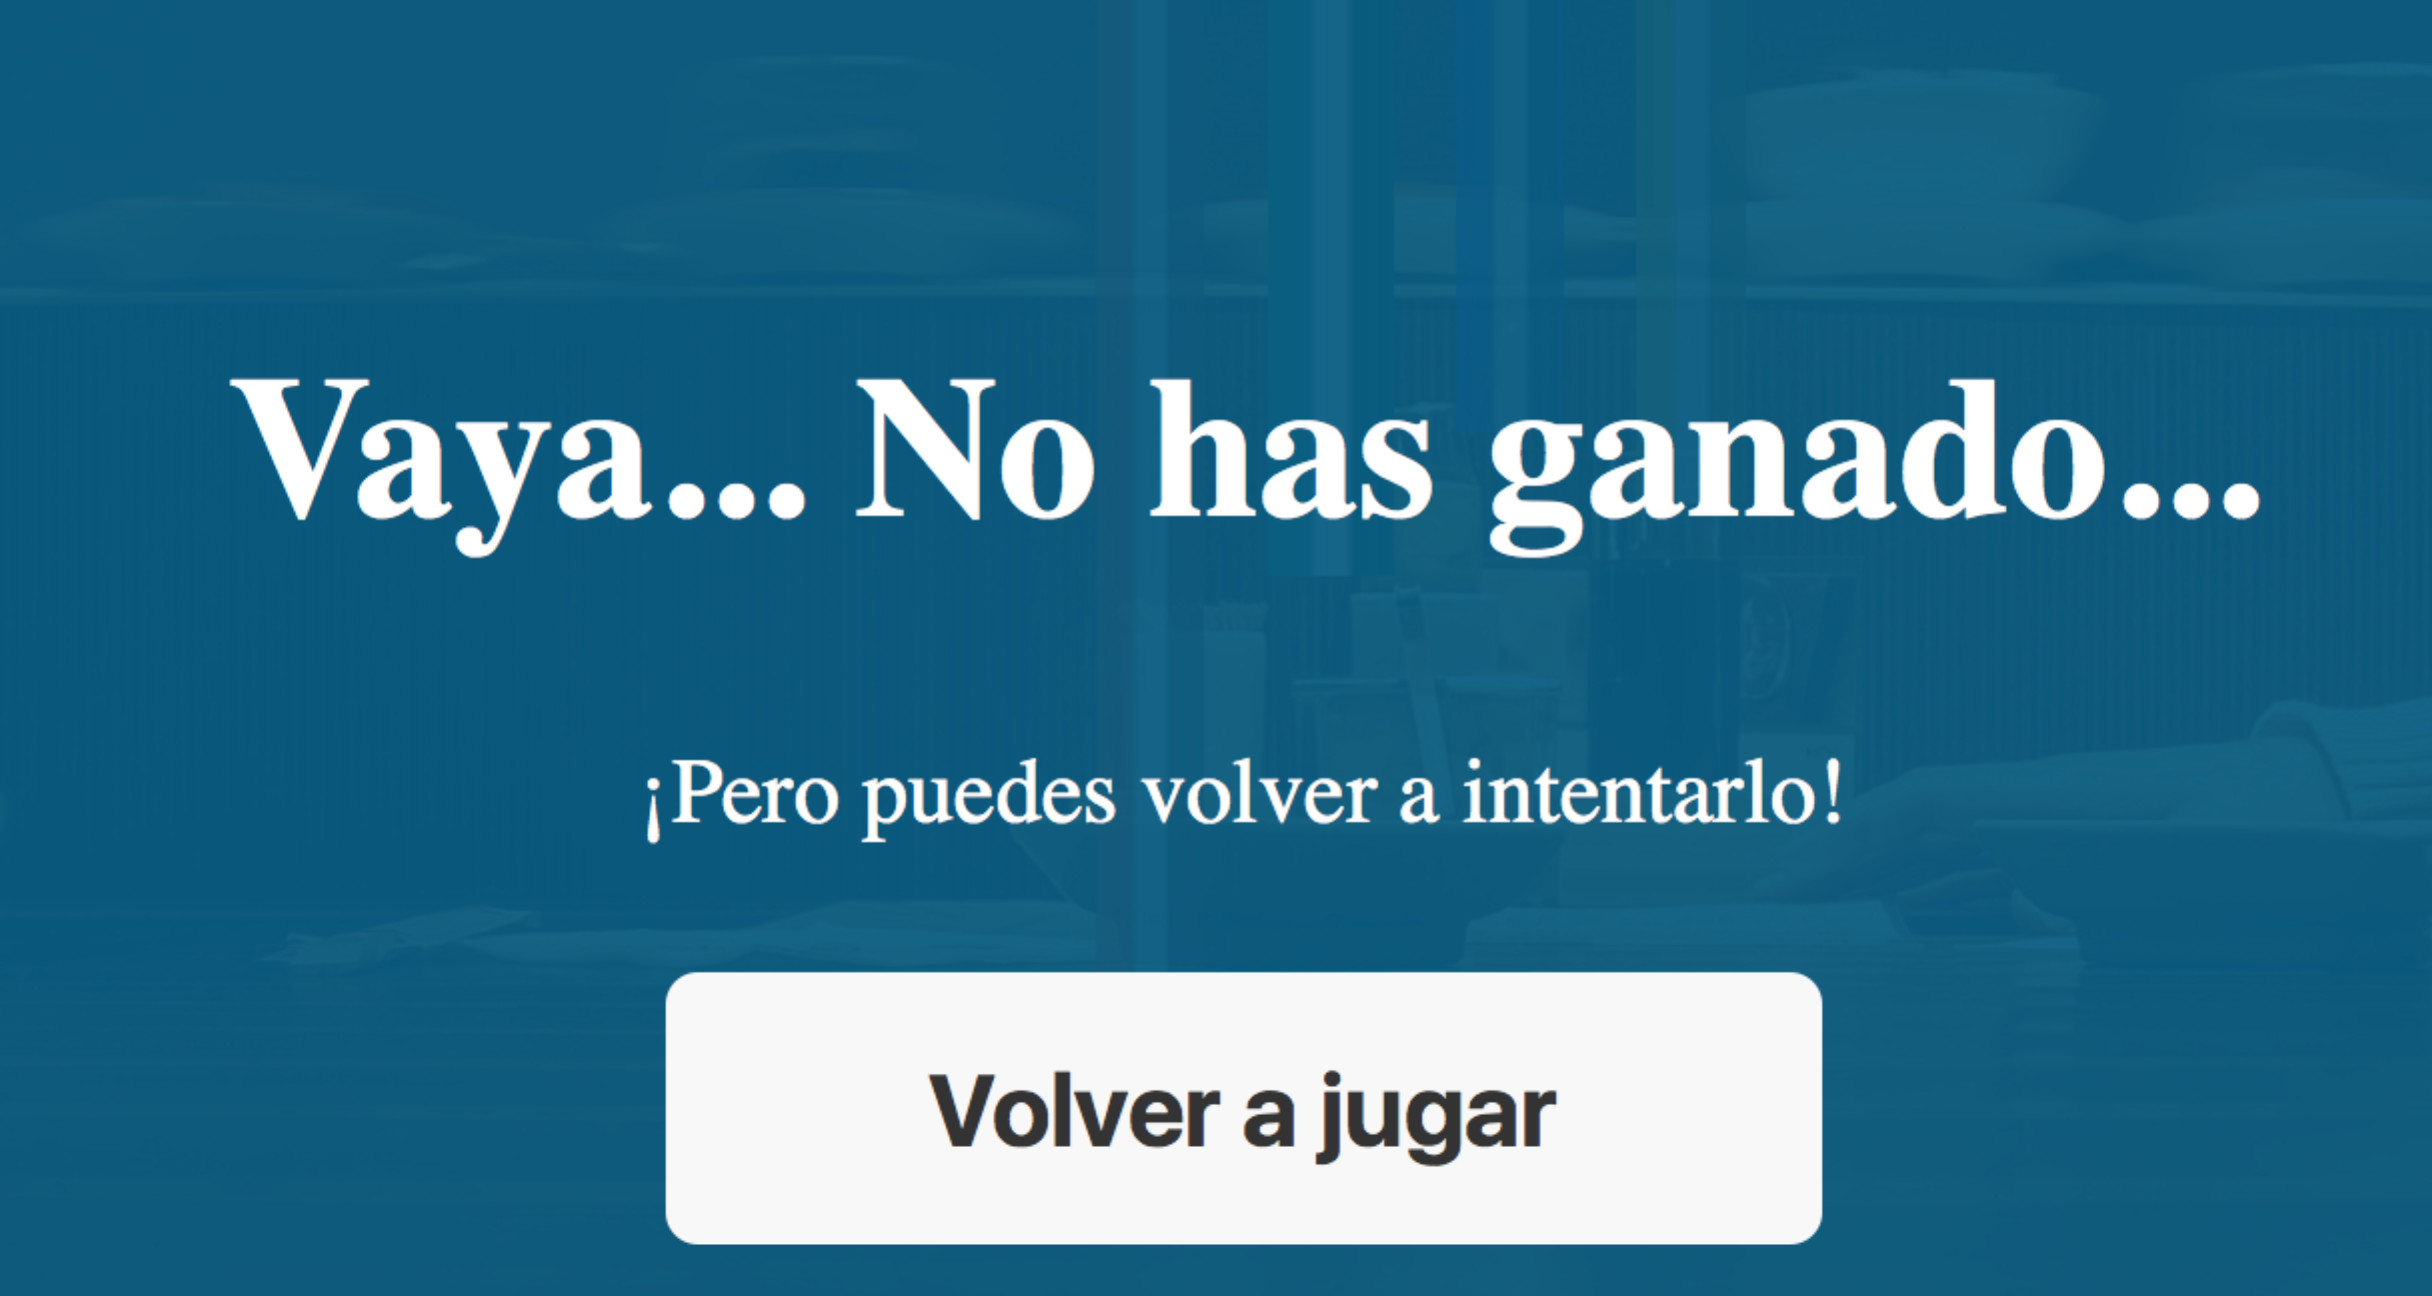 Vaya... No has ganado...
¡Pero puedes volver a intentarlo!
Volver a jugar